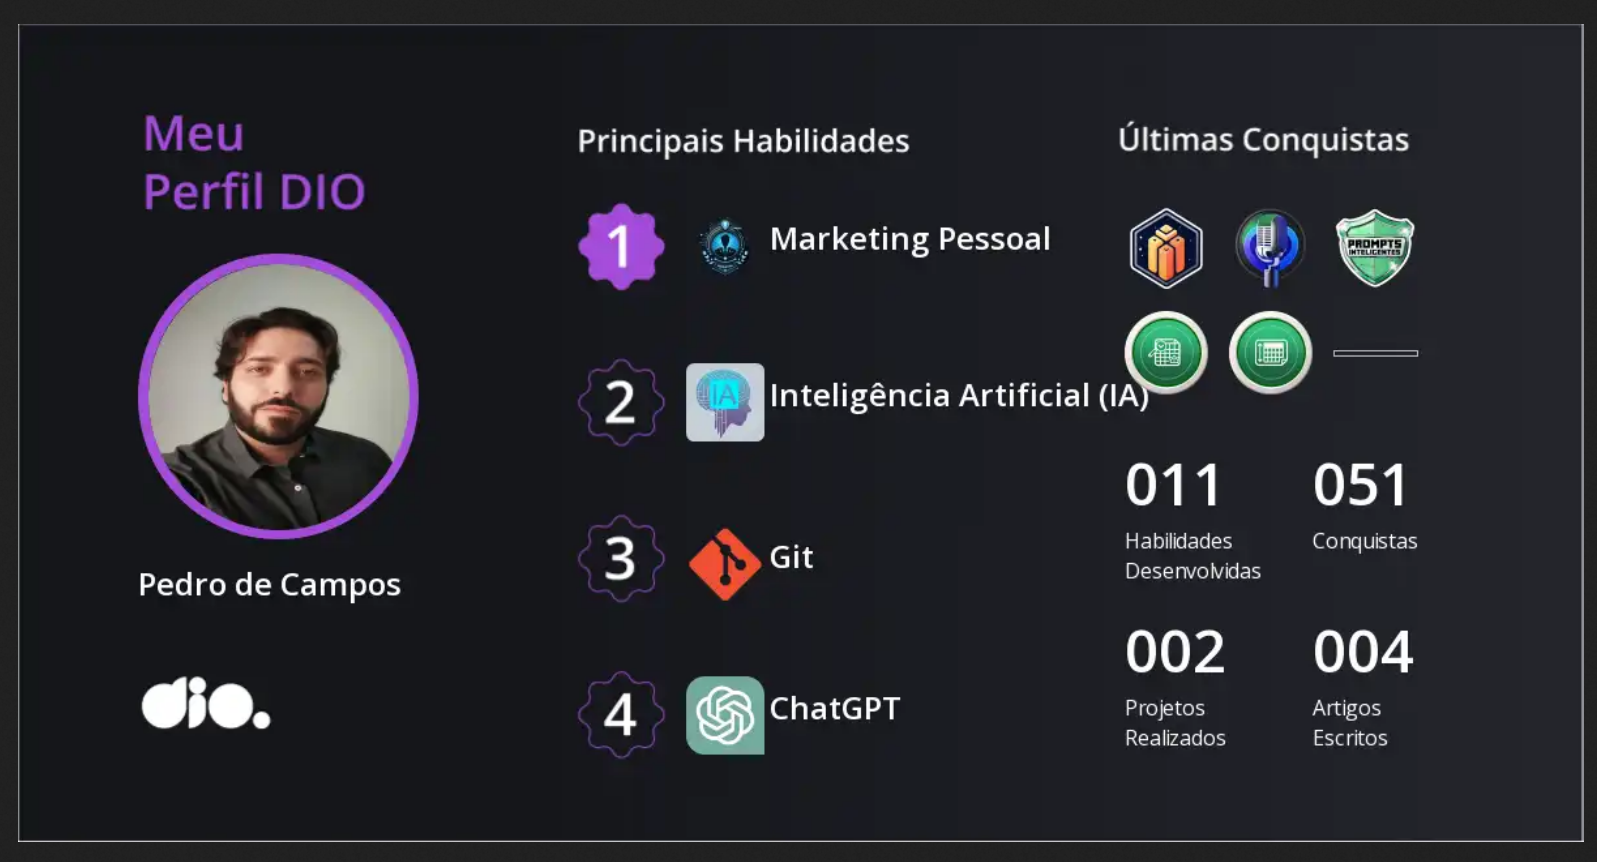 Meu
Perfil DIO
Pedro de Campos
dio.
Principais Habilidades
1
Marketing Pessoal
2
IA
Inteligência Artificial (IA)
3
Git
4
ChatGPT
Últimas Conquistas
PROMPTS
INTELIGENTES
011
Habilidades
Desenvolvidas
051
Conquistas
002
Projetos
Realizados
004
Artigos
Escritos